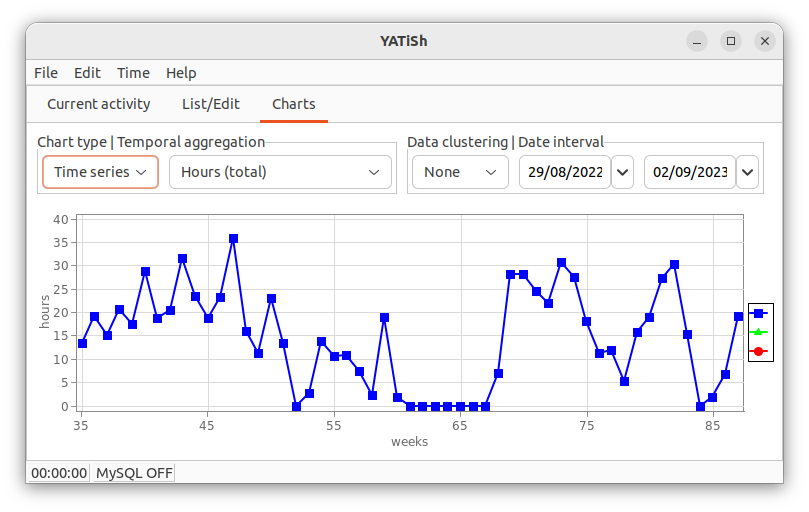 YATiSh
File Edit Time Help
Current activity List/Edit Charts
Chart type | Temporal aggregation Data clustering | Date interval
Time series Hours (total) None 29/08/2022 02/09/2023
40
35
30
25
20
15
10
5
0
hours
35 45 55 65 75 85
weeks
00:00:00 MySQL OFF